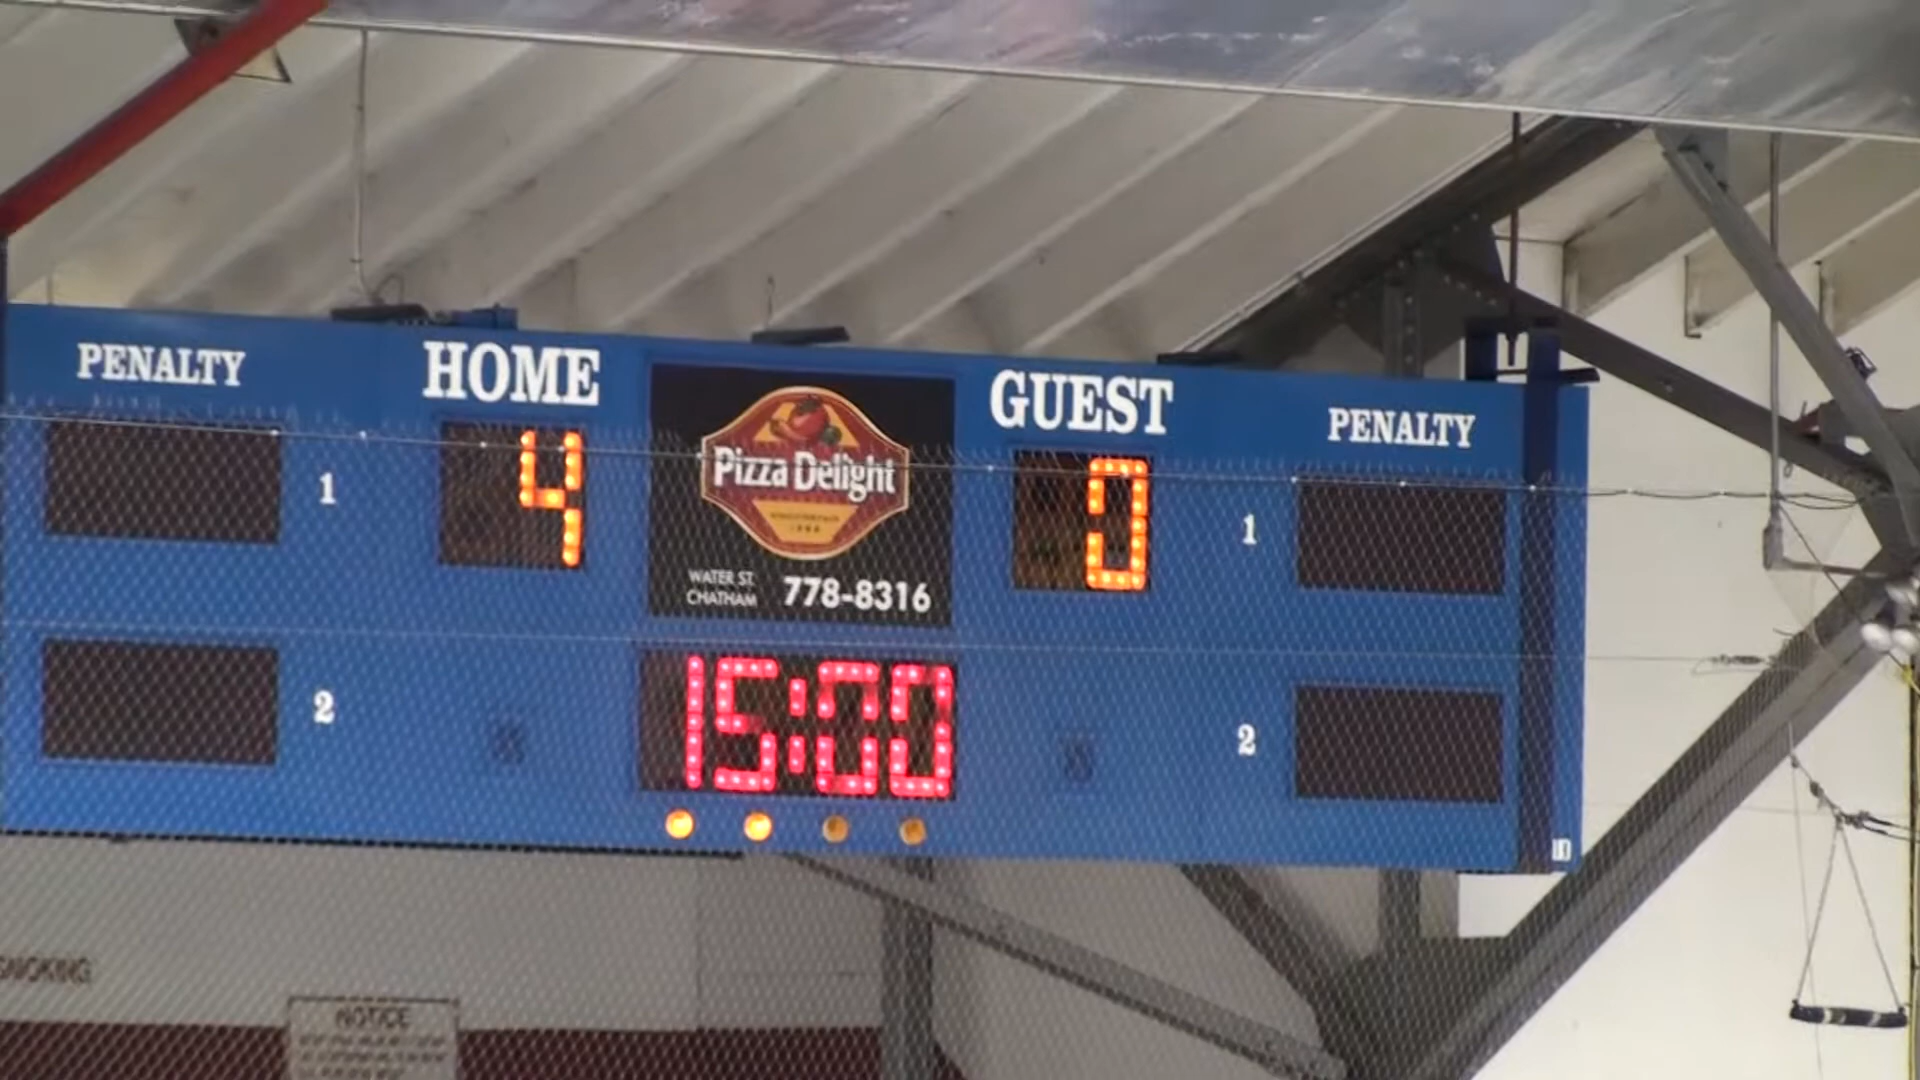 PENALTY
HOME
GUEST
PENALTY
1
4
Pizza Delight
0
1
WATER ST.
CHATHAM
778-8316
2
15:00
2
SMOKING
NOTICE